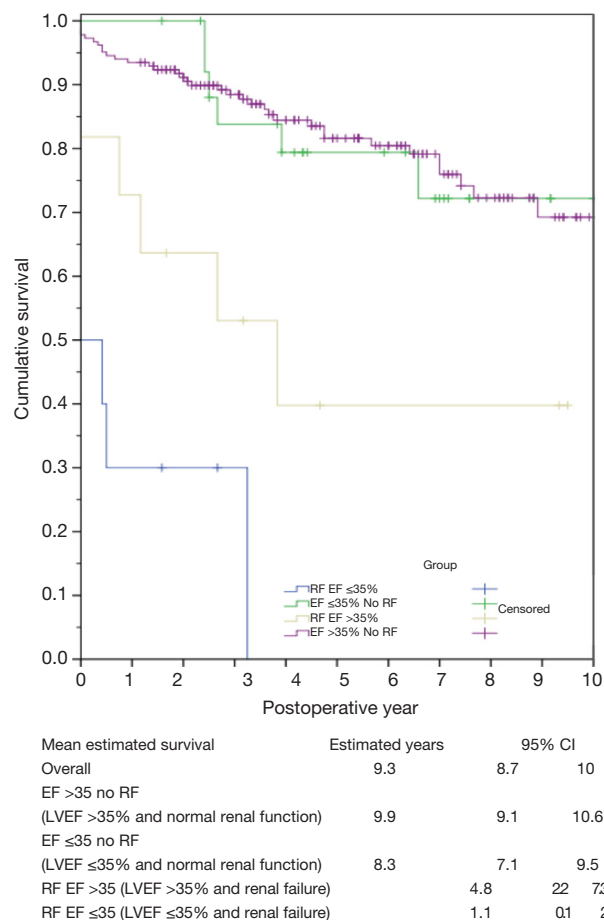 1.0
0.9
0.8
0.7
0.6
0.5
0.4
0.3
0.2
0.1
0.0
Cumulative survival
0 1 2 3 4 5 6 7 8 9 10
Postoperative year
Group
RF EF ≤35%
EF ≤35% No RF
RF EF >35%
EF >35% No RF
Censored
Mean estimated survival Estimated years 95% CI
Overall 9.3 8.7 10
EF >35 no RF
(LVEF >35% and normal renal function) 9.9 9.1 10.6
EF ≤35 no RF
(LVEF ≤35% and normal renal function) 8.3 7.1 9.5
RF EF >35 (LVEF >35% and renal failure) 4.8 22
RF EF ≤35 (LVEF ≤35% and renal failure) 1.1 01